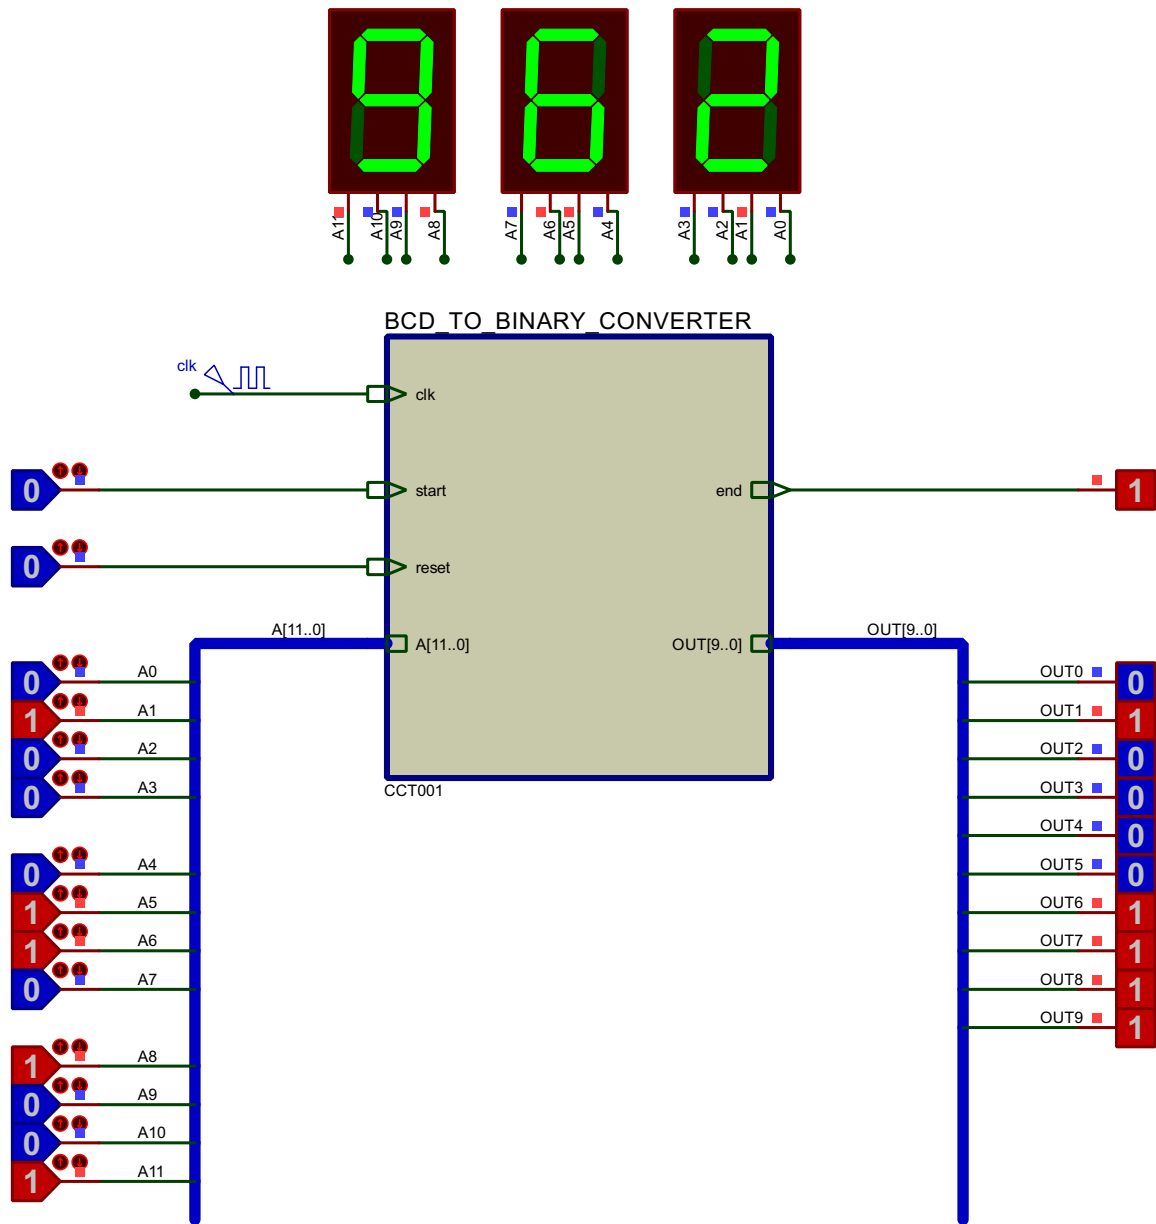 962
A11 A10 A9 A8 A7 A6 A5 A4 A3 A2 A1 A0
BCD_TO_BINARY_CONVERTER
clk
clk
0
start
end
1
0
reset
A[11..0]
OUT[9..0]
A[11..0]
OUT[9..0]
0 A0
OUT0 0
1 A1
OUT1 1
0 A2
OUT2 0
0 A3
OUT3 0
CCT001
OUT4 0
0 A4
OUT5 0
1 A5
OUT6 1
1 A6
OUT7 1
0 A7
OUT8 1
OUT9 1
1 A8
0 A9
0 A10
1 A11